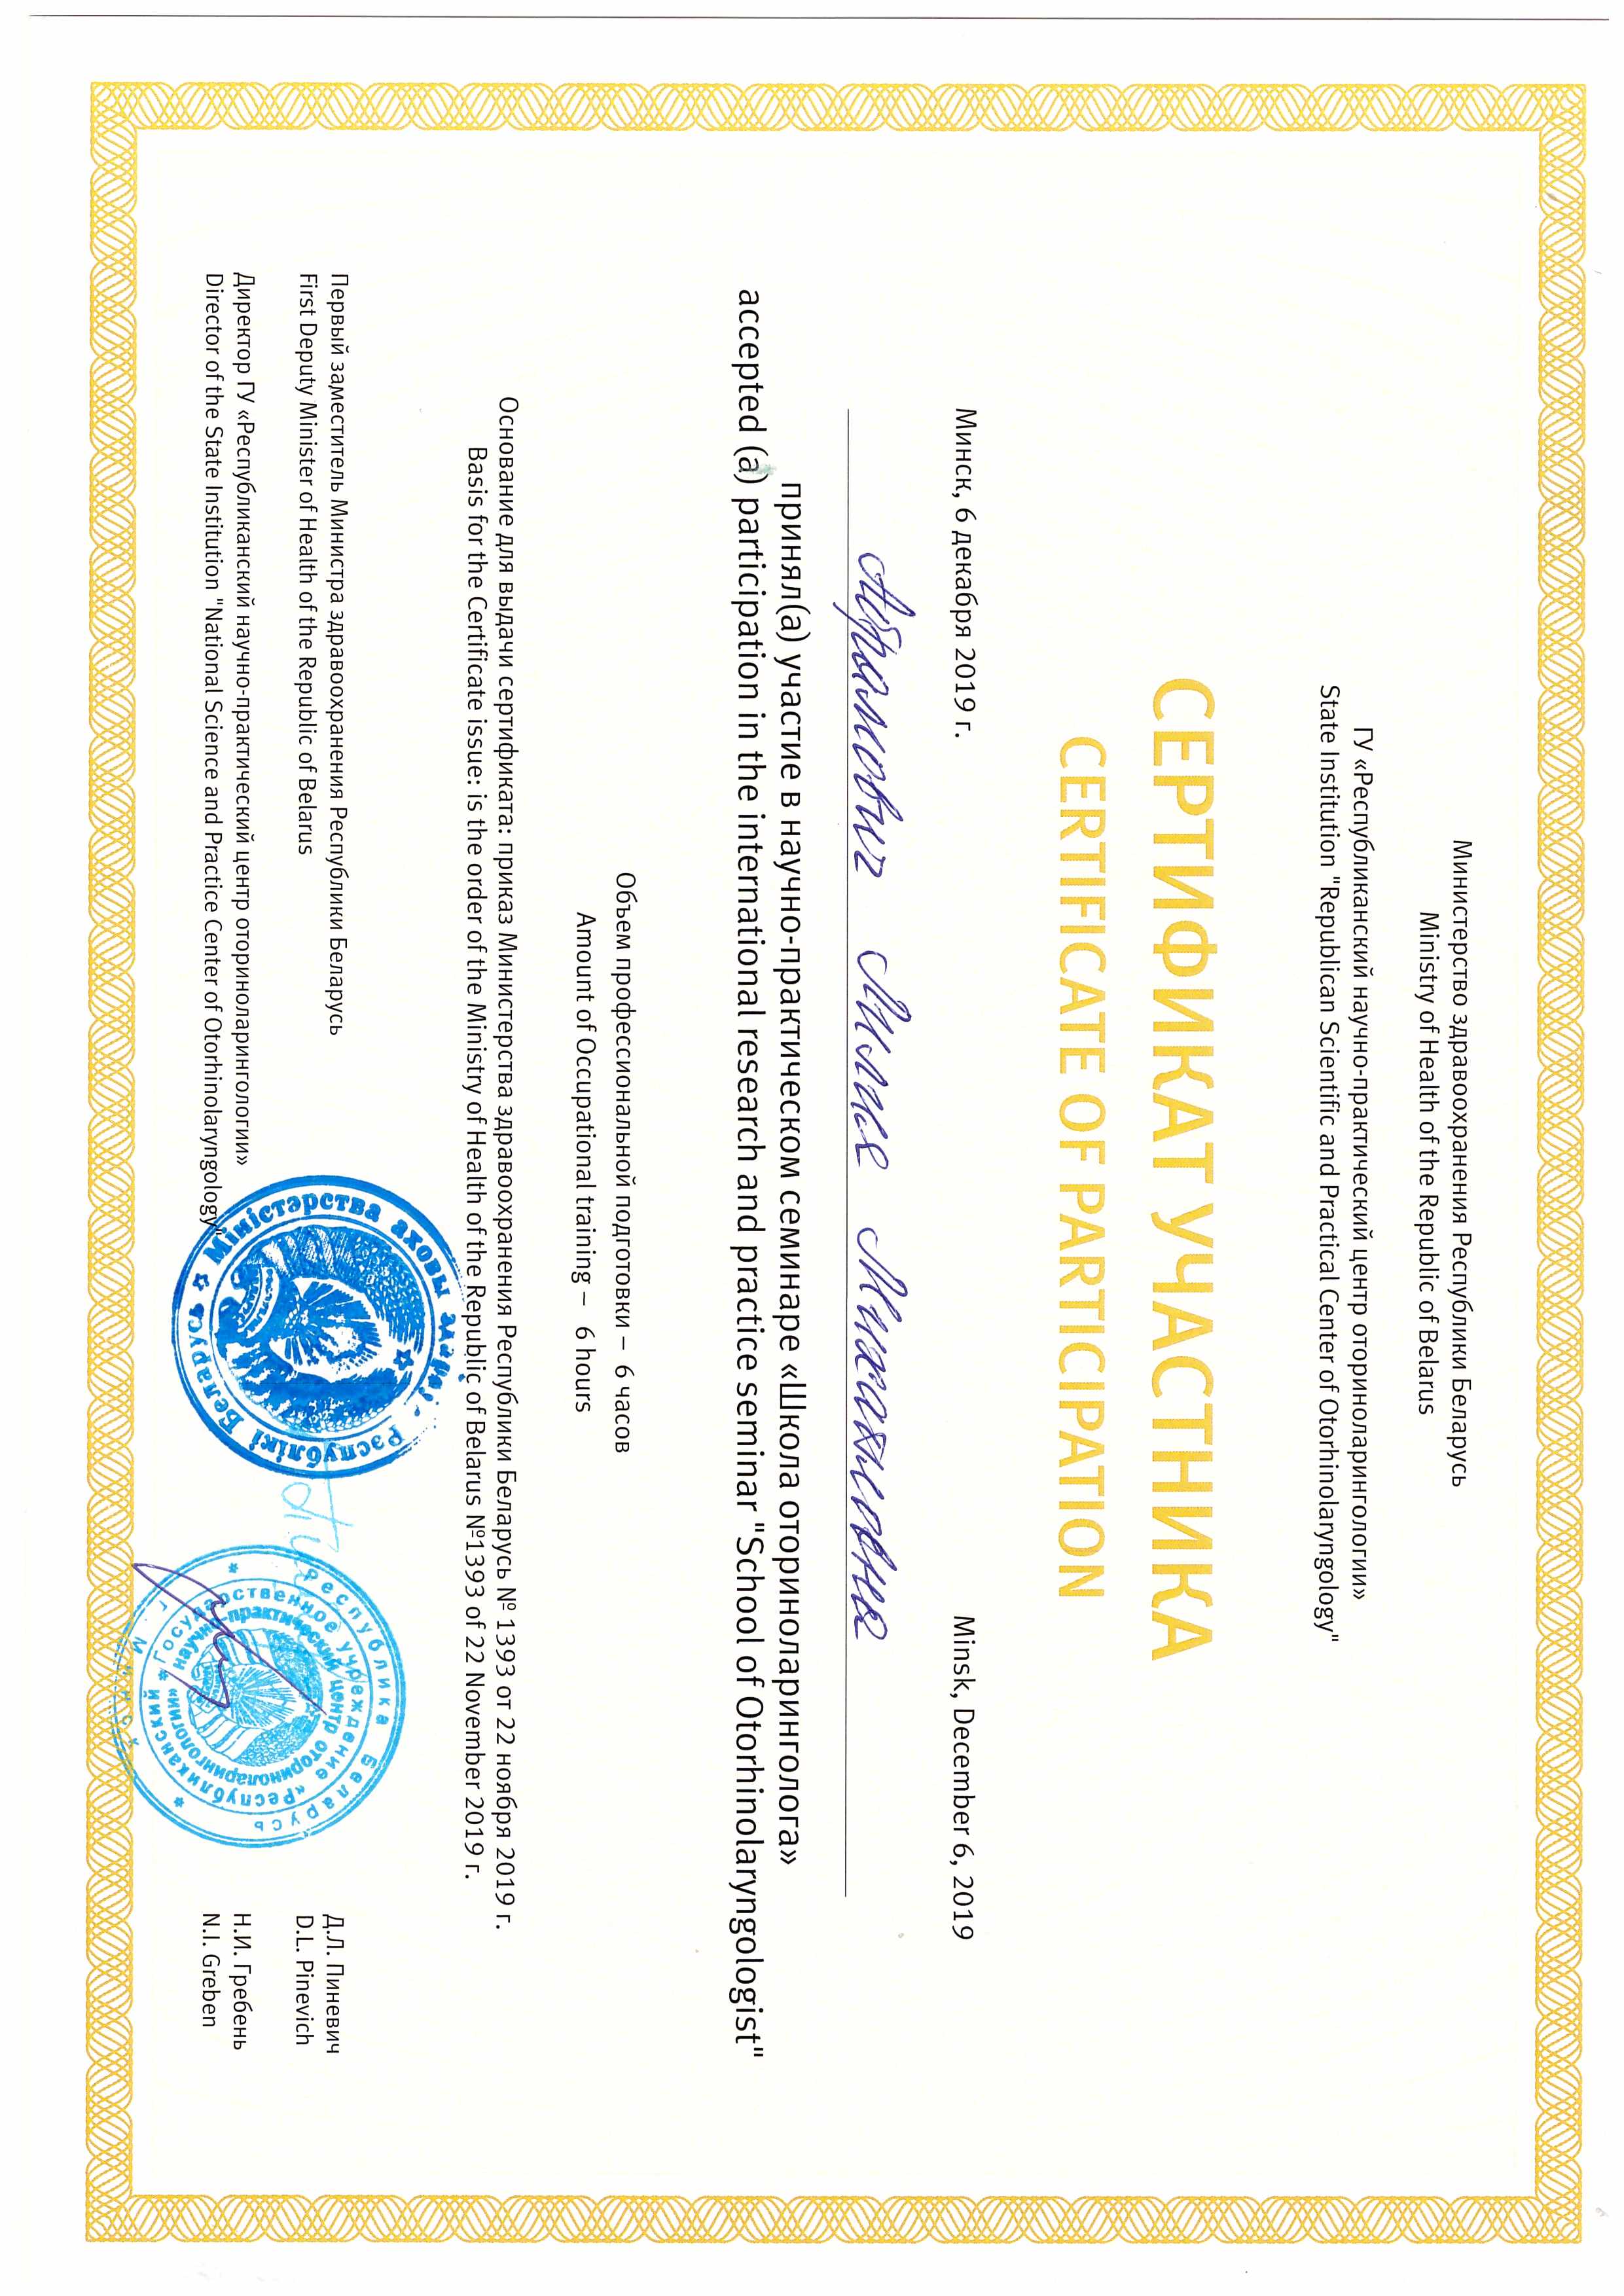 Министерство здравоохранения Республики Беларусь
Ministry of Health of the Republic of Belarus
ГУ «Республиканский научно-практический центр оториноларингологии»
State Institution "Republican Scientific and Practical Center of Otorhinolaryngology"
СЕРТИФИКАТ УЧАСТНИКА
CERTIFICATE OF PARTICIPATION
Минск, 6 декабря 2019 г.
Minsk, December 6, 2019
Абрамович Лилия Михайловна
принял(а) участие в научно-практическом семинаре «Школа оториноларинголога»
accepted (a) participation in the international research and practice seminar "School of Otorhinolaryngologist"
Объем профессиональной подготовки – 6 часов
Amount of Occupational training – 6 hours
Основание для выдачи сертификата: приказ Министерства здравоохранения Республики Беларусь № 1393 от 22 ноября 2019 г.
Basis for the Certificate issue: is the order of the Ministry of Health of the Republic of Belarus №1393 of 22 November 2019 г.
Первый заместитель Министра здравоохранения Республики Беларусь
Д.Л. Пиневич
First Deputy Minister of Health of the Republic of Belarus
D.L. Pinevich
Директор ГУ «Республиканский научно-практический центр оториноларингологии»
Н.И. Гребень
Director of the State Institution "National Science and Practice Center of Otorhinolaryngology"
N.I. Greben
Міністэрства аховы
Рэспублікі Беларусь
Республика Беларусь
г. Минск
Государственное учреждение «Республиканский
научно-практический центр оториноларингологии»